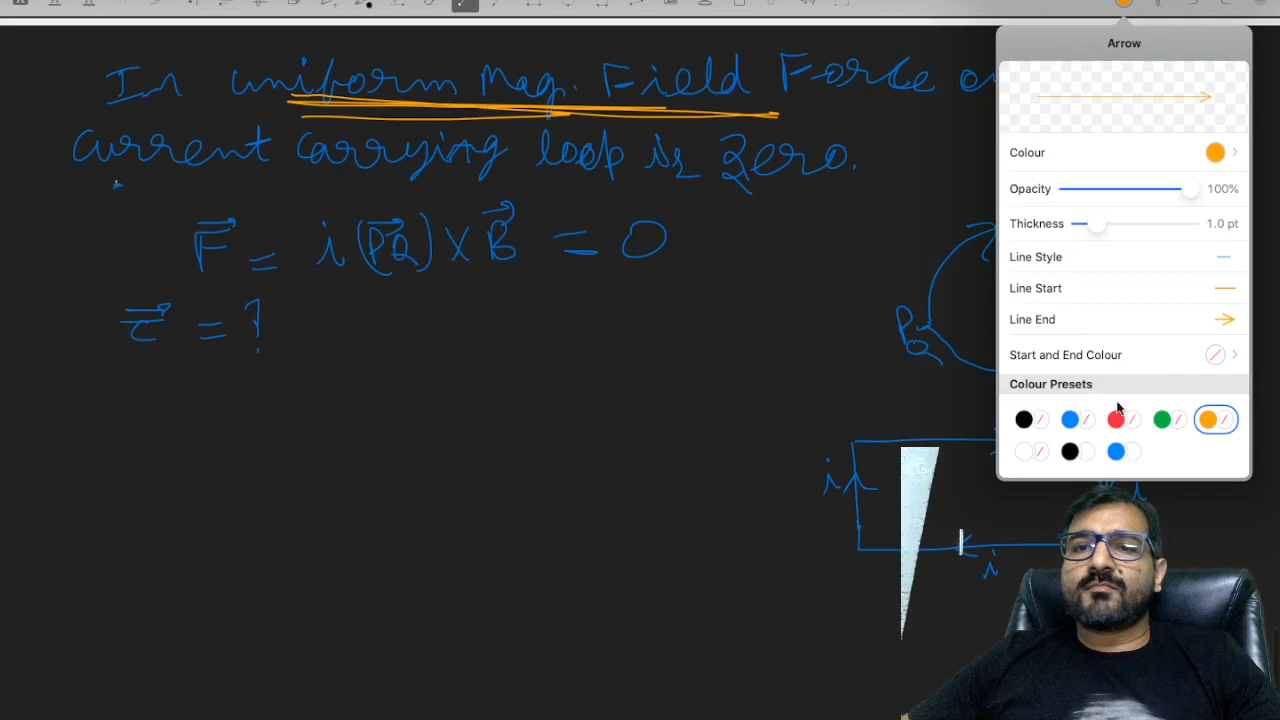 In uniform Mag. Field Force
current carrying loop is zero.
F = i(PQ) X B = 0
τ = ?
P
Q
i
i
i
Arrow
Colour
Opacity 100%
Thickness 1.0 pt
Line Style
Line Start
Line End
Start and End Colour
Colour Presets